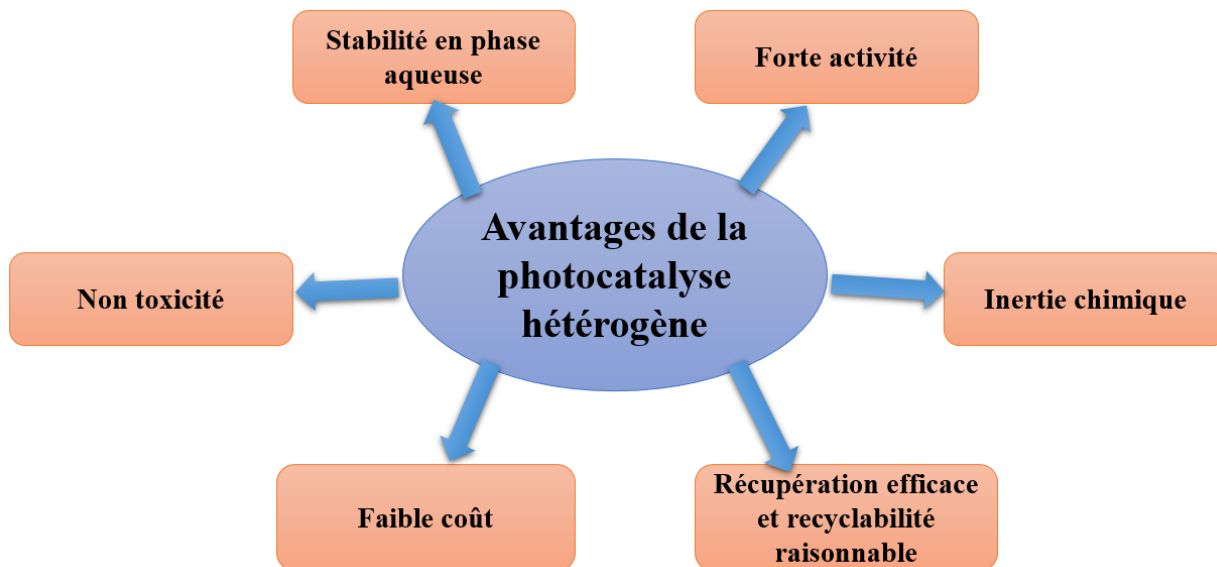 Stabilité en phase
aqueuse
Forte activité
Avantages de la
photocatalyse
hétérogène
Non toxicité
Inertie chimique
Faible coût
Récupération efficace
et recyclabilité
raisonnable